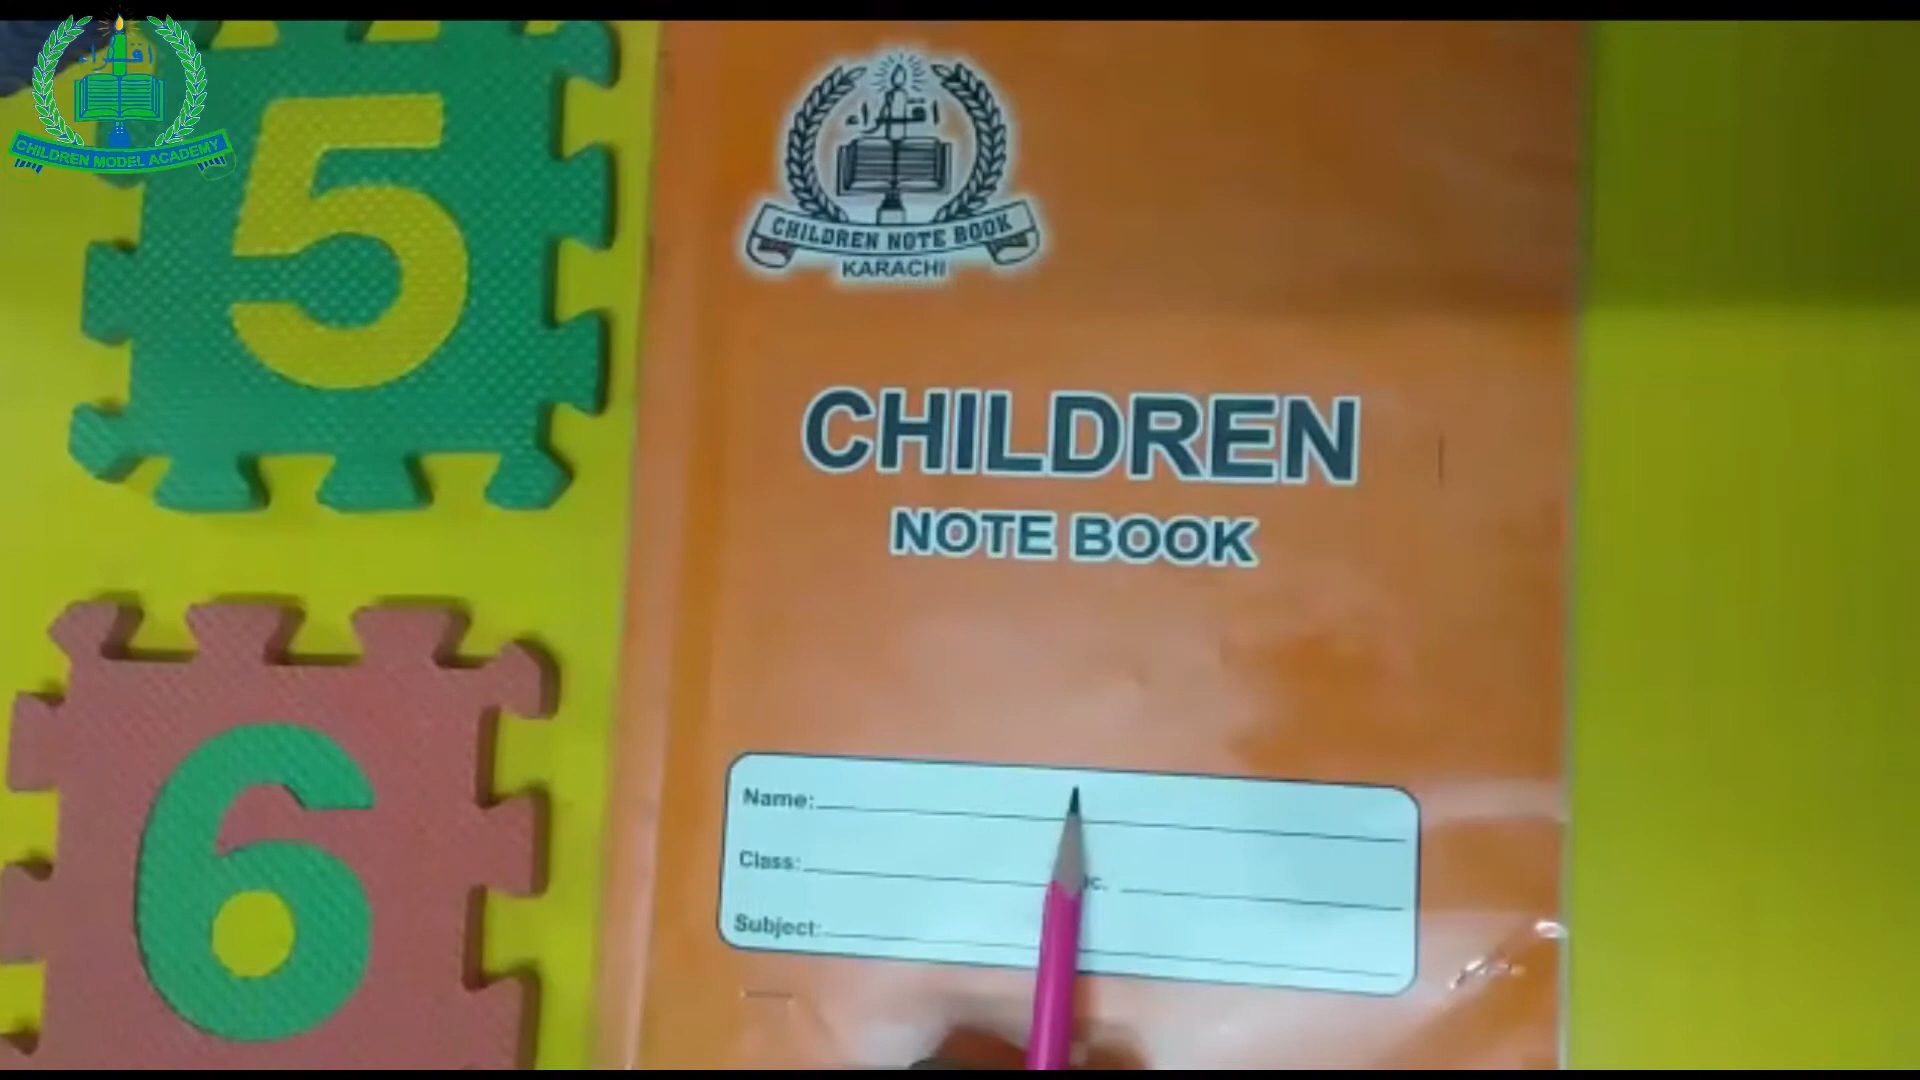 اقراء
CHILDREN MODEL ACADEMY
5
6
اقراء
CHILDREN NOTE BOOK
KARACHI
CHILDREN
NOTE BOOK
Name:
Class:
Subject: